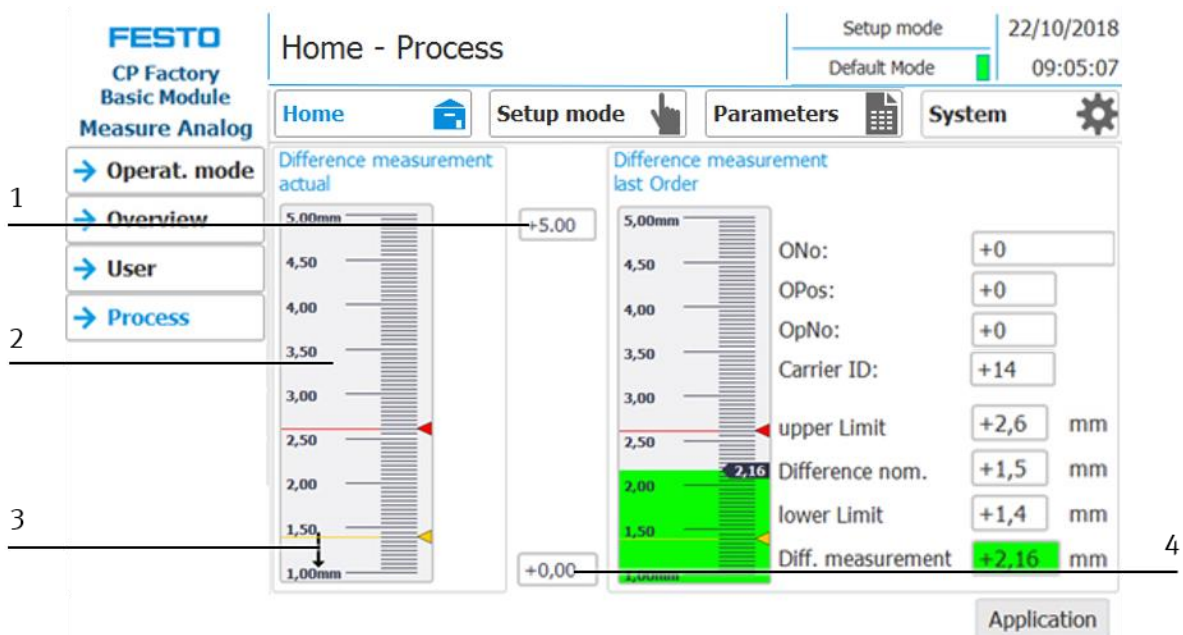 FESTO
CP Factory
Basic Module
Measure Analog
Home - Process
Setup mode
Default Mode
22/10/2018
09:05:07
Home
Setup mode
Parameters
System
Operat. mode
Overview
User
Process
1
2
3
4
Difference measurement
actual
5,00mm
4,50
4,00
3,50
3,00
2,50
2,00
1,50
1,00mm
+5.00
+0,00
Difference measurement
last Order
5,00mm
4,50
4,00
3,50
3,00
2,50
2,00
1,50
1,00mm
2,16
ONo: +0
OPos: +0
OpNo: +0
Carrier ID: +14
upper Limit +2,6 mm
Difference nom. +1,5 mm
lower Limit +1,4 mm
Diff. measurement +2,16 mm
Application